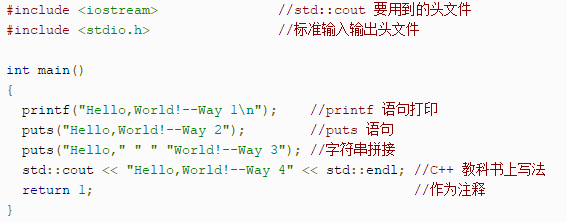 #include <iostream> //std::cout 要用到的头文件
#include <stdio.h> //标准输入输出头文件
int main()
{
printf("Hello,World!--Way 1\n"); //printf 语句打印
puts("Hello,World!--Way 2"); //puts 语句
puts("Hello," " " "World!--Way 3"); //字符串拼接
std::cout << "Hello,World!--Way 4" << std::endl; //C++ 教科书上写法
return 1; //作为注释
}